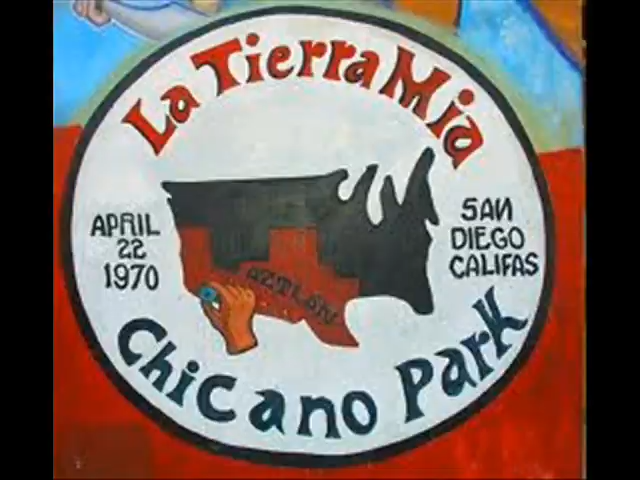 La Tierra Mia
APRIL
22
1970
SAN
DIEGO
CALIFAS
AZTLAN
Chicano Park